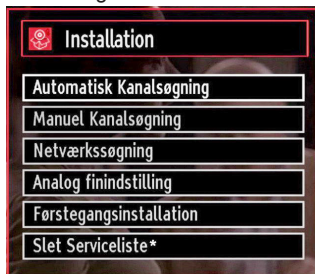 Installation
Automatisk Kanalsøgning
Manuel Kanalsøgning
Netværkssøgning
Analog finindstilling
Førstegangsinstallation
Slet Serviceliste*